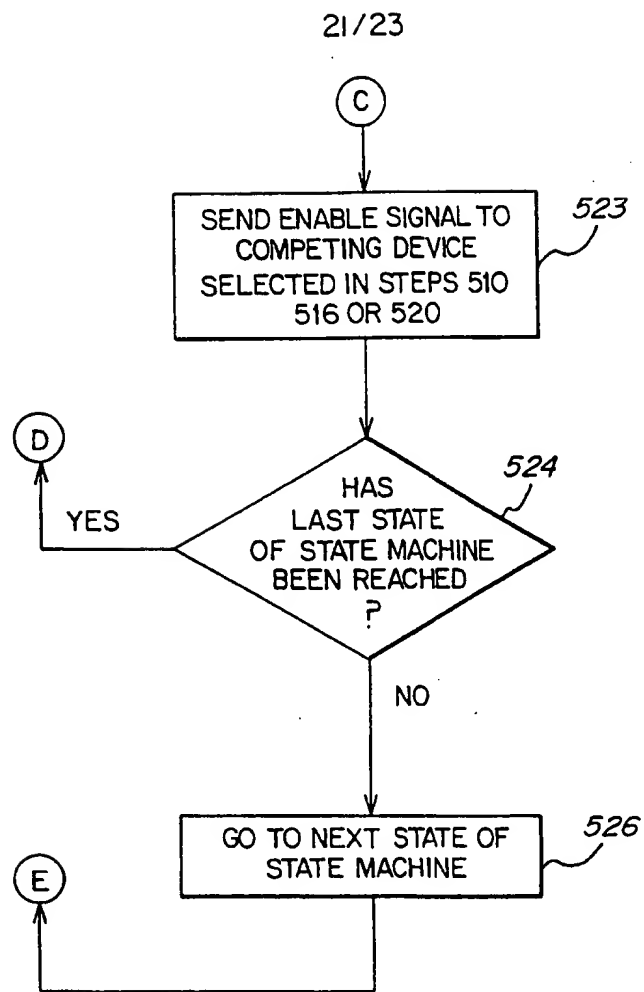 21/23
C
SEND ENABLE SIGNAL TO
COMPETING DEVICE
SELECTED IN STEPS 510
516 OR 520
523
D
YES
HAS
LAST STATE
OF STATE MACHINE
BEEN REACHED
?
524
NO
GO TO NEXT STATE OF
STATE MACHINE
526
E